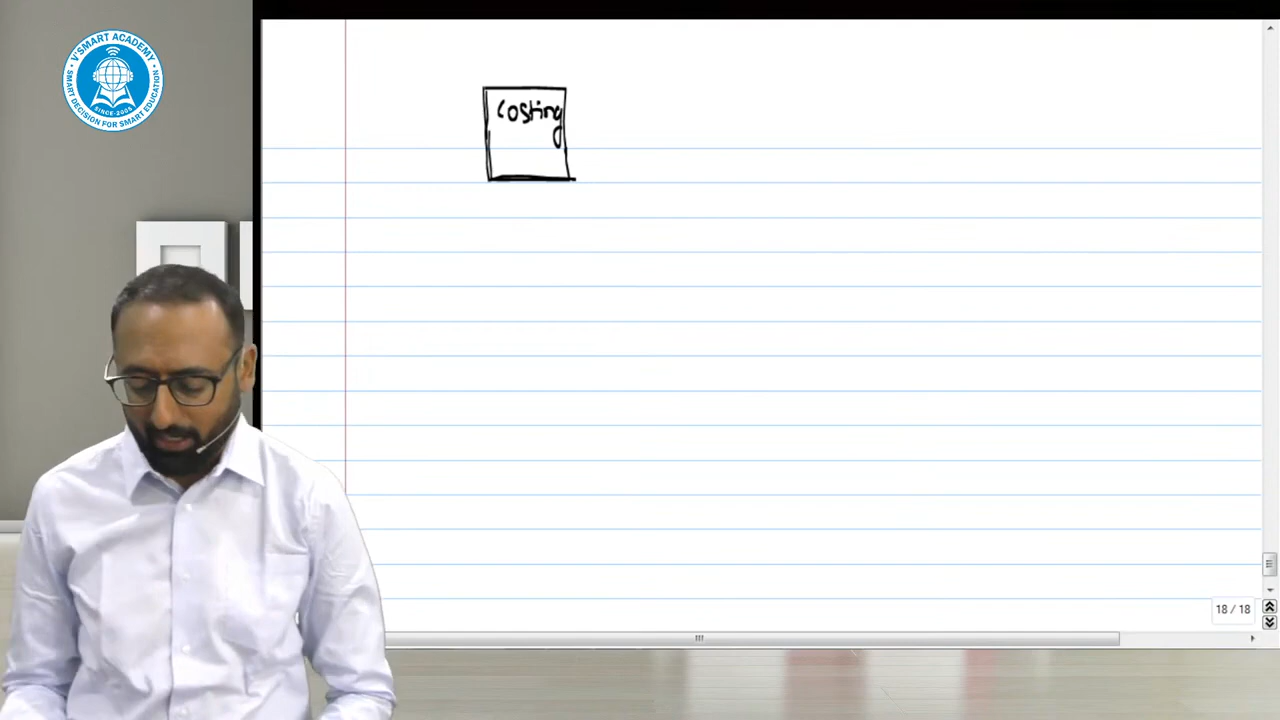 V'SMART ACADEMY
SINCE-2005
SMART DECISION FOR SMART EDUCATION
costing
18 / 18